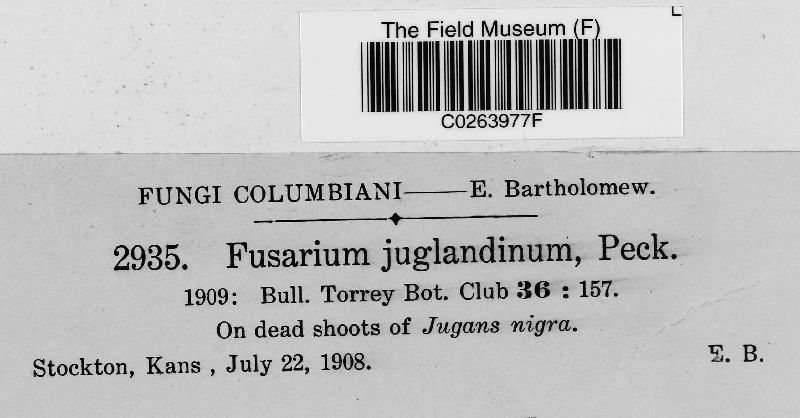 The Field Museum (F)
C0263977F
FUNGI COLUMBIANI——E. Bartholomew.
2935. Fusarium juglandinum, Peck.
1909: Bull. Torrey Bot. Club 36 : 157.
On dead shoots of Jugans nigra.
Stockton, Kans , July 22, 1908. E. B.